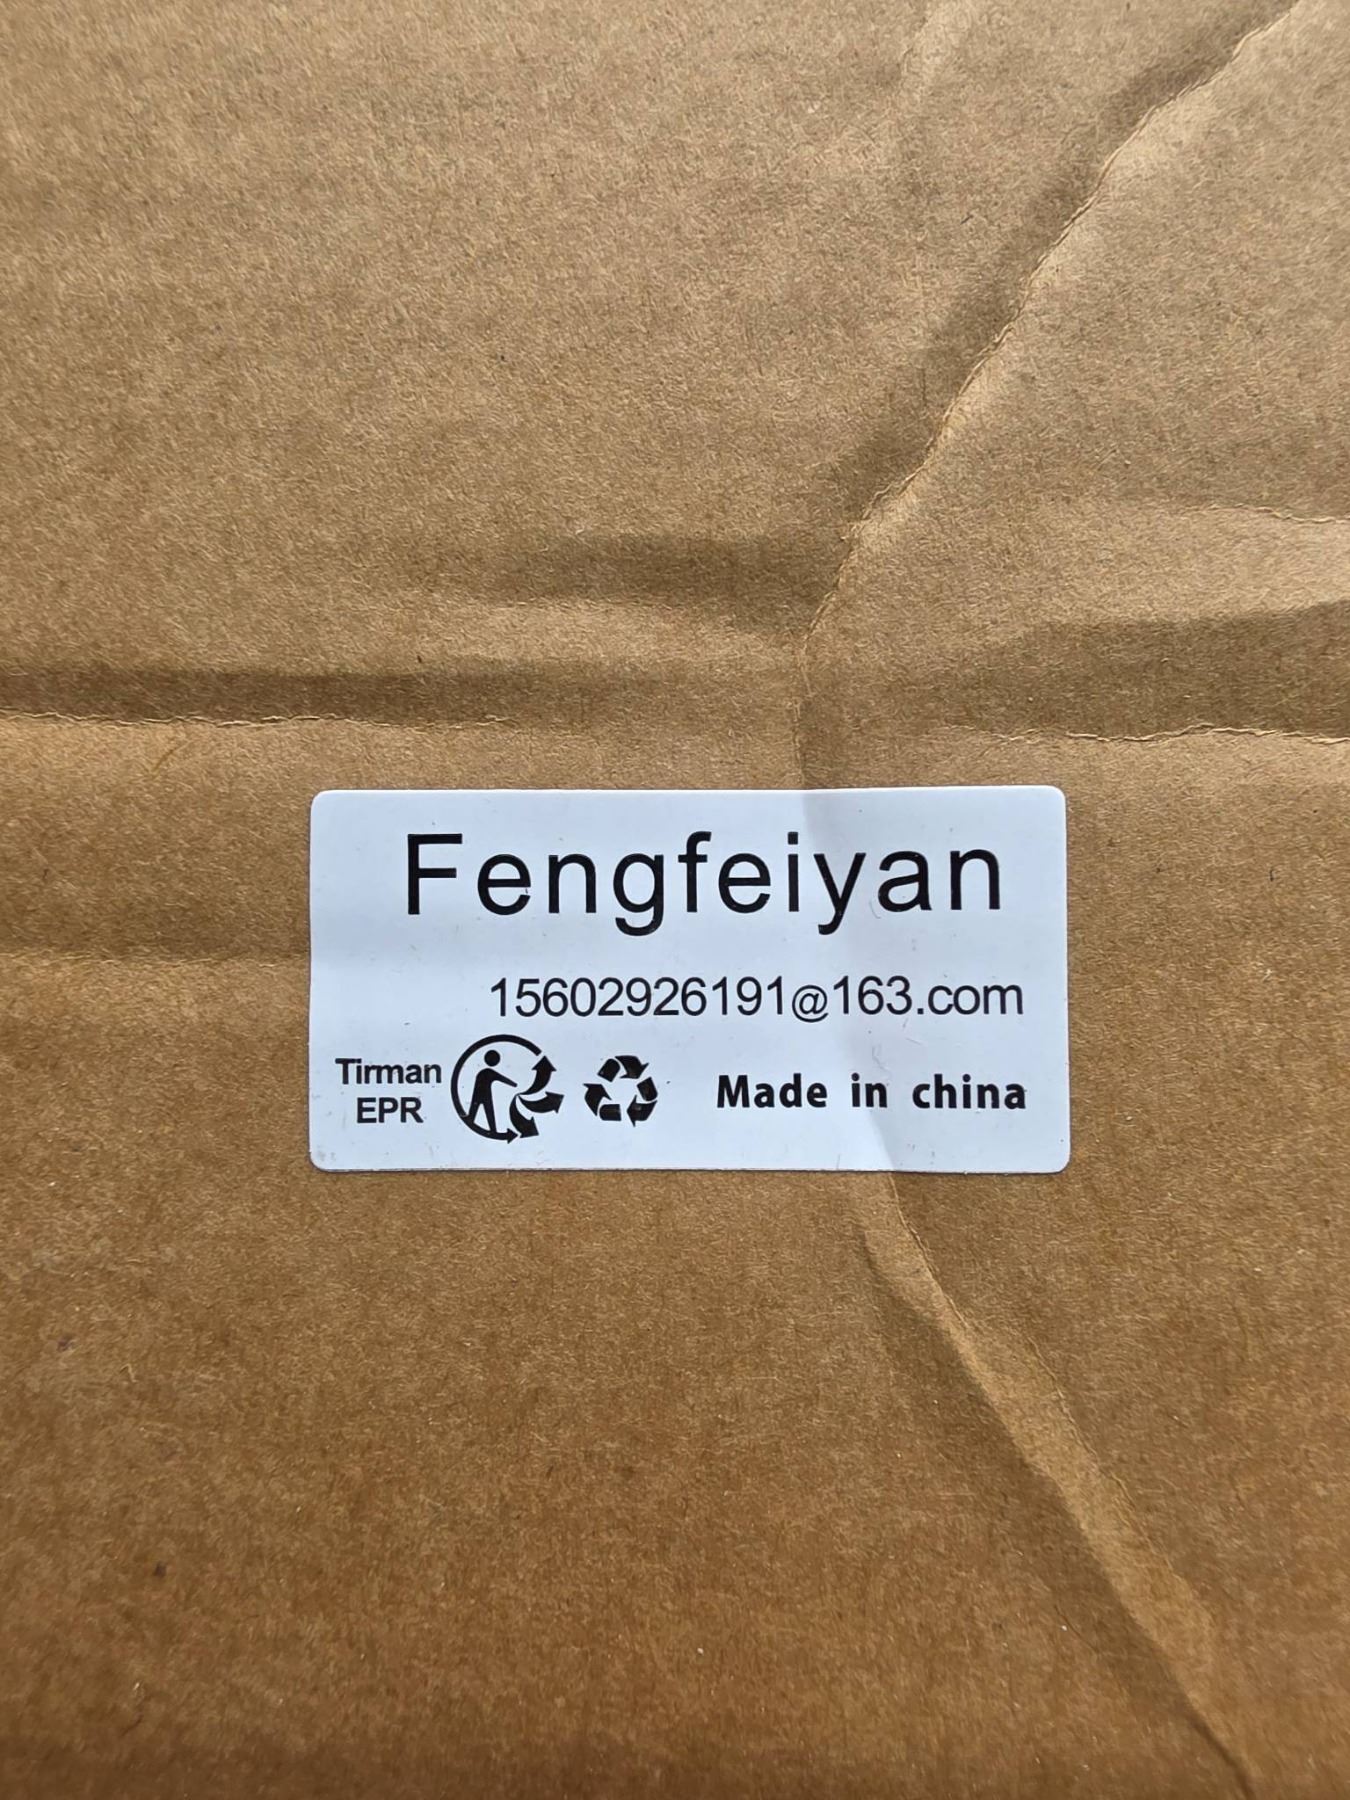 Fengfeiyan
15602926191@163.com
Tirman
EPR
Made in china